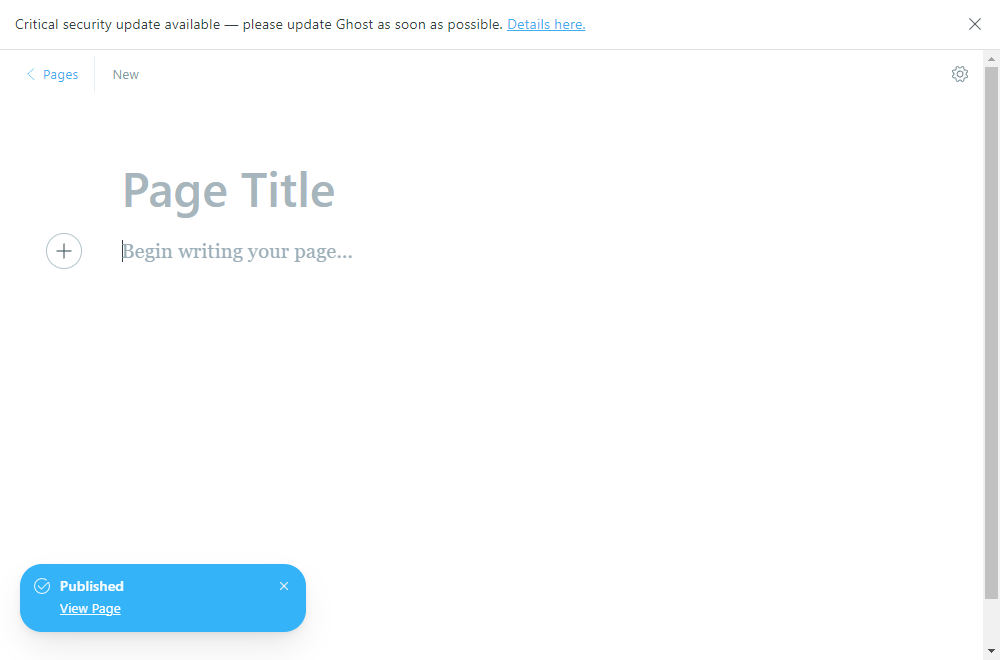 Critical security update available — please update Ghost as soon as possible. Details here.
Pages
New
Page Title
Begin writing your page...
Published
View Page